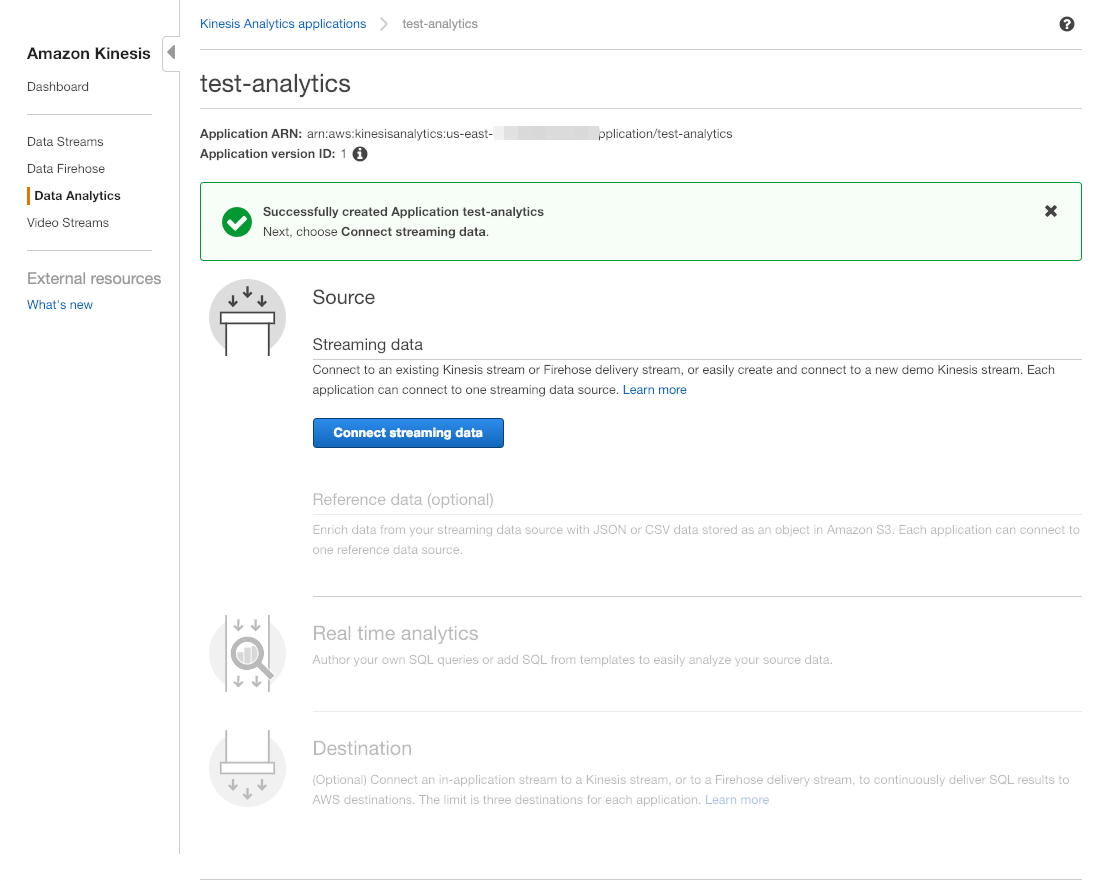 Kinesis Analytics applications
test-analytics
Amazon Kinesis
Dashboard
Data Streams
Data Firehose
Data Analytics
Video Streams
External resources
What's new
test-analytics
Application ARN: arn:aws:kinesisanalytics:us-east- pplication/test-analytics
Application version ID: 1
Successfully created Application test-analytics
Next, choose Connect streaming data.
Source
Streaming data
Connect to an existing Kinesis stream or Firehose delivery stream, or easily create and connect to a new demo Kinesis stream. Each
application can connect to one streaming data source. Learn more
Connect streaming data
Reference data (optional)
Enrich data from your streaming data source with JSON or CSV data stored as an object in Amazon S3. Each application can connect to
one reference data source.
Real time analytics
Author your own SQL queries or add SQL from templates to easily analyze your source data.
Destination
(Optional) Connect an in-application stream to a Kinesis stream, or to a Firehose delivery stream, to continuously deliver SQL results to
AWS destinations. The limit is three destinations for each application. Learn more